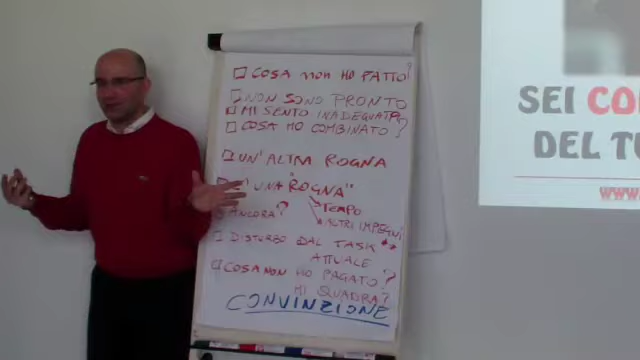 COSA non HO FATTO?
NON SONO PRONTO
MI SENTO INADEGUATO
COSA HO COMBINATO?
UN'ALTRA ROGNA
"UNA ROGNA"
TEMPO
ANCORA?
ALTRI IMPEGNI
DISTURBO DAL TASK
ATTUALE
COSA NON HO PAGATO?
MI QUADRA?
CONVINZIONE
SEI
DEL
www.